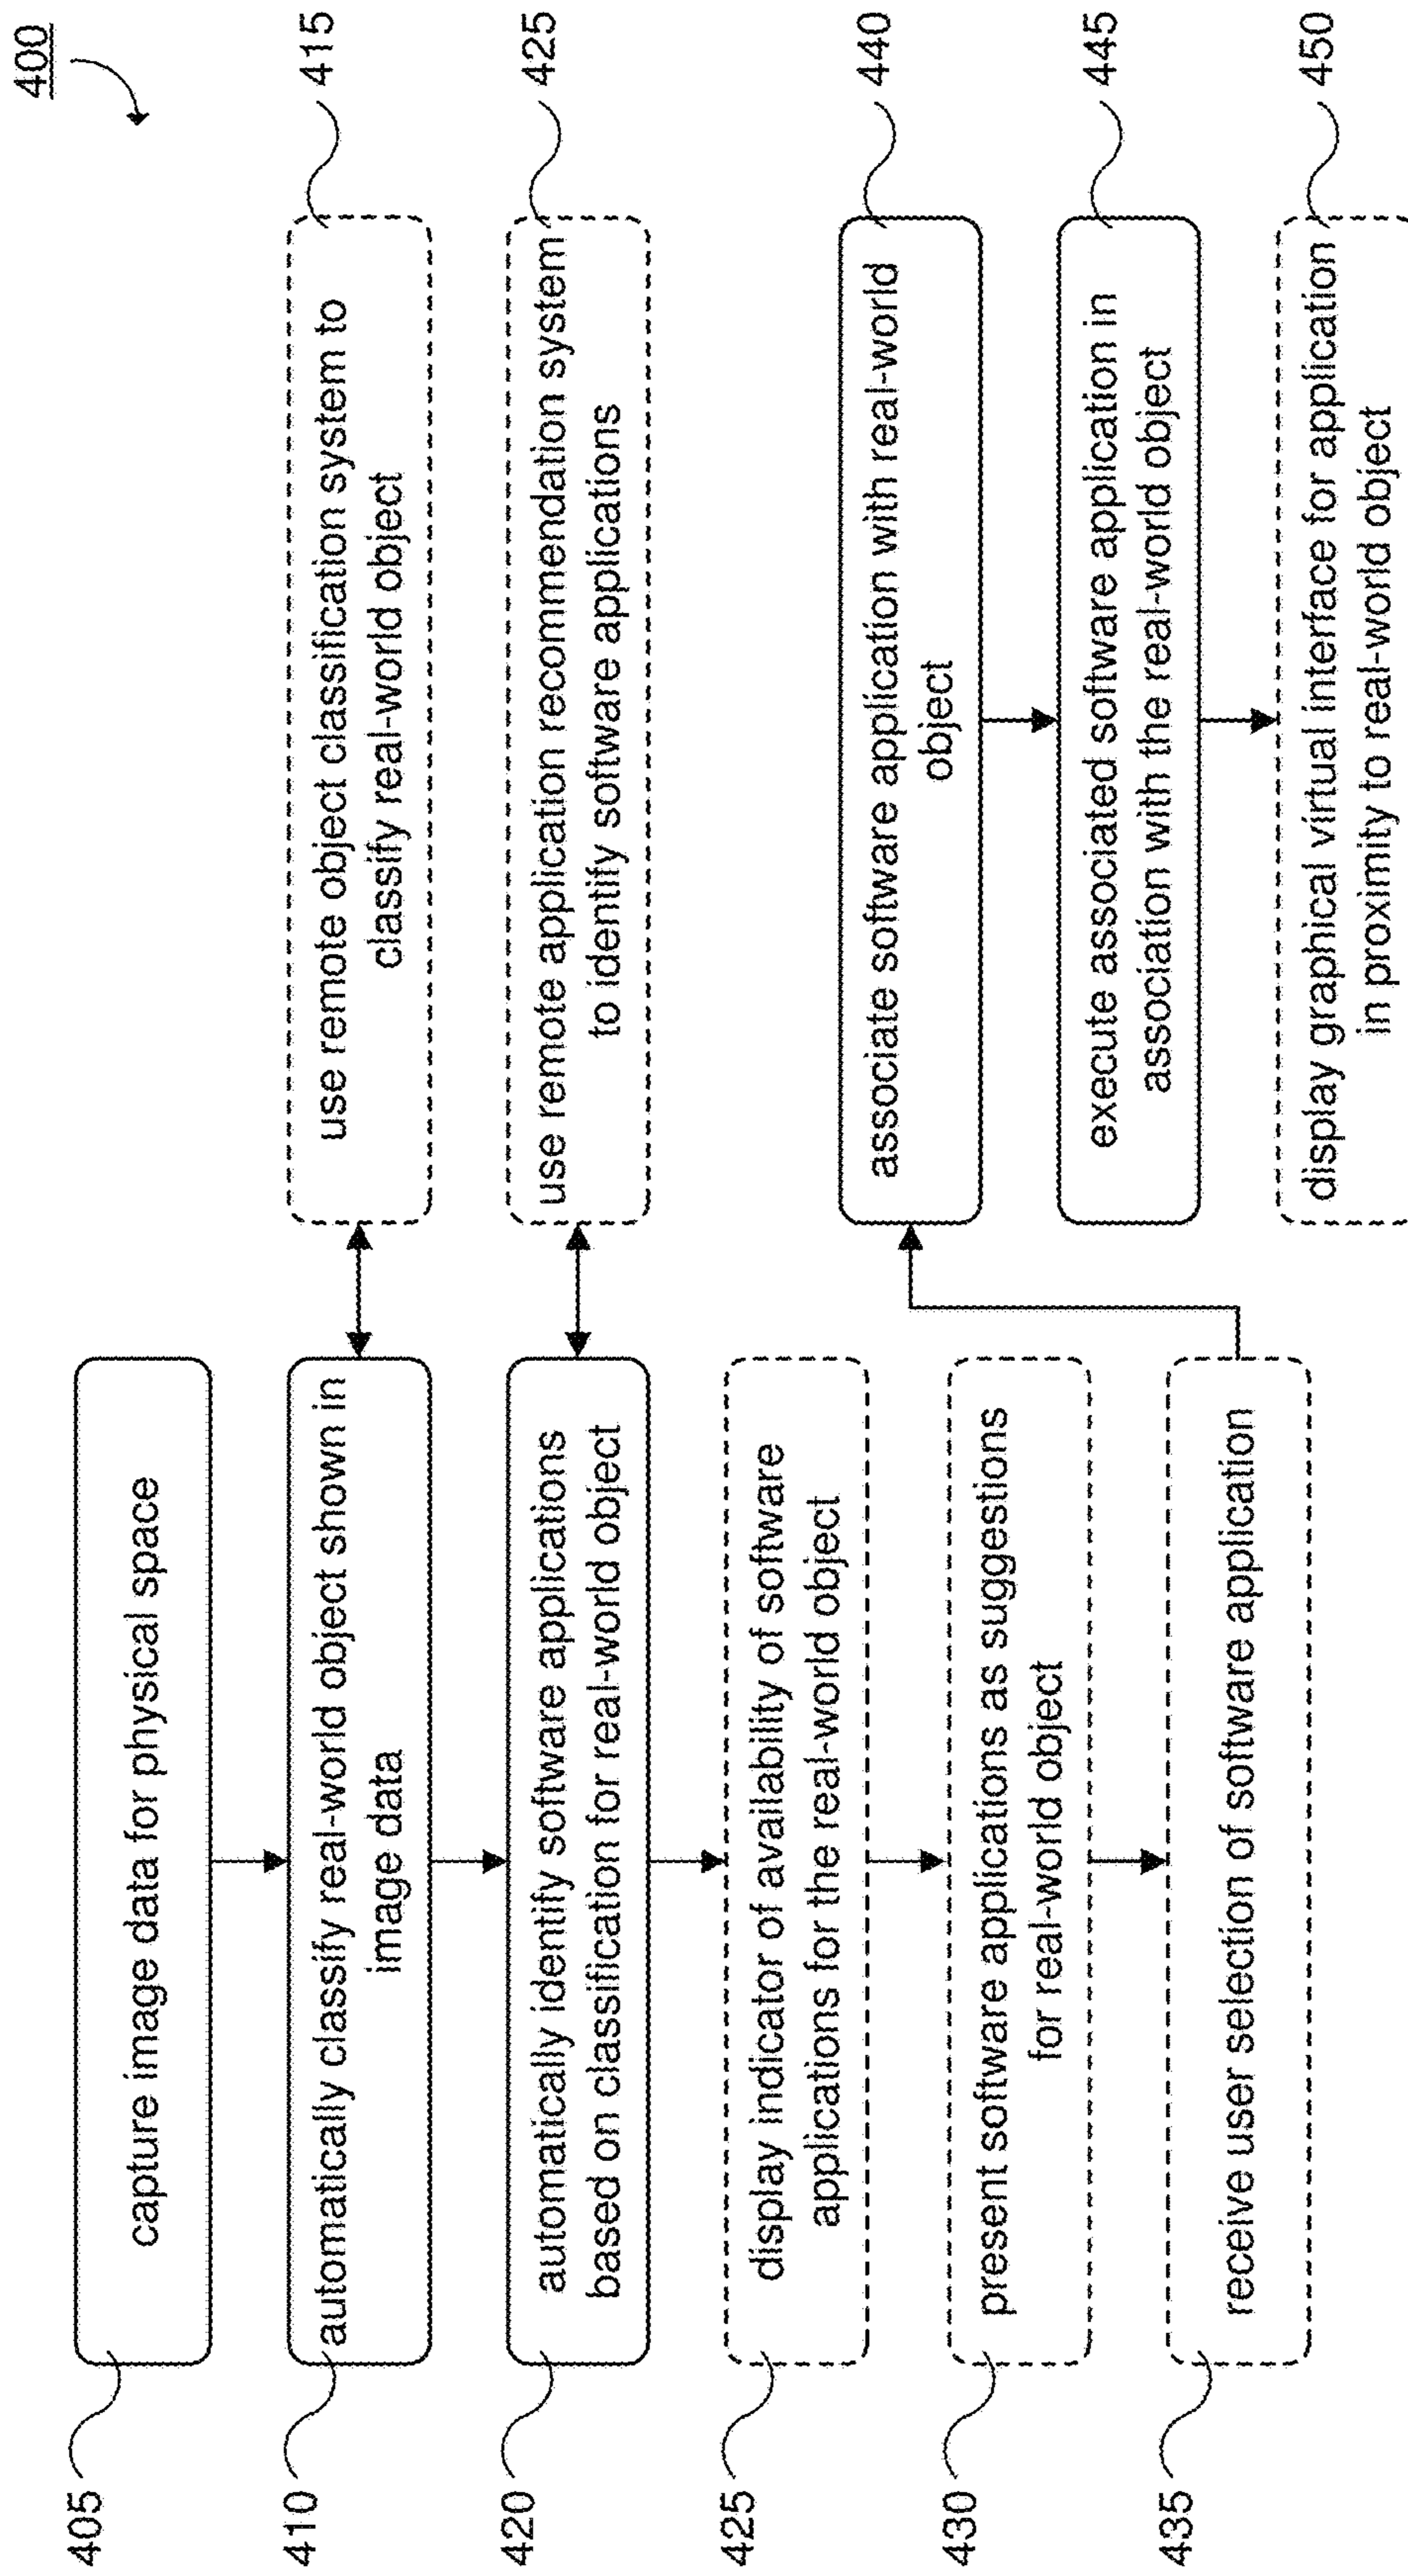 400
405
capture image data for physical space
410
automatically classify real-world object shown in
image data
415
use remote object classification system to
classify real-world object
420
automatically identify software applications
based on classification for real-world object
425
use remote application recommendation system
to identify software applications
425
display indicator of availability of software
applications for the real-world object
430
present software applications as suggestions
for real-world object
435
receive user selection of software application
440
associate software application with real-world
object
445
execute associated software application in
association with the real-world object
450
display graphical virtual interface for application
in proximity to real-world object